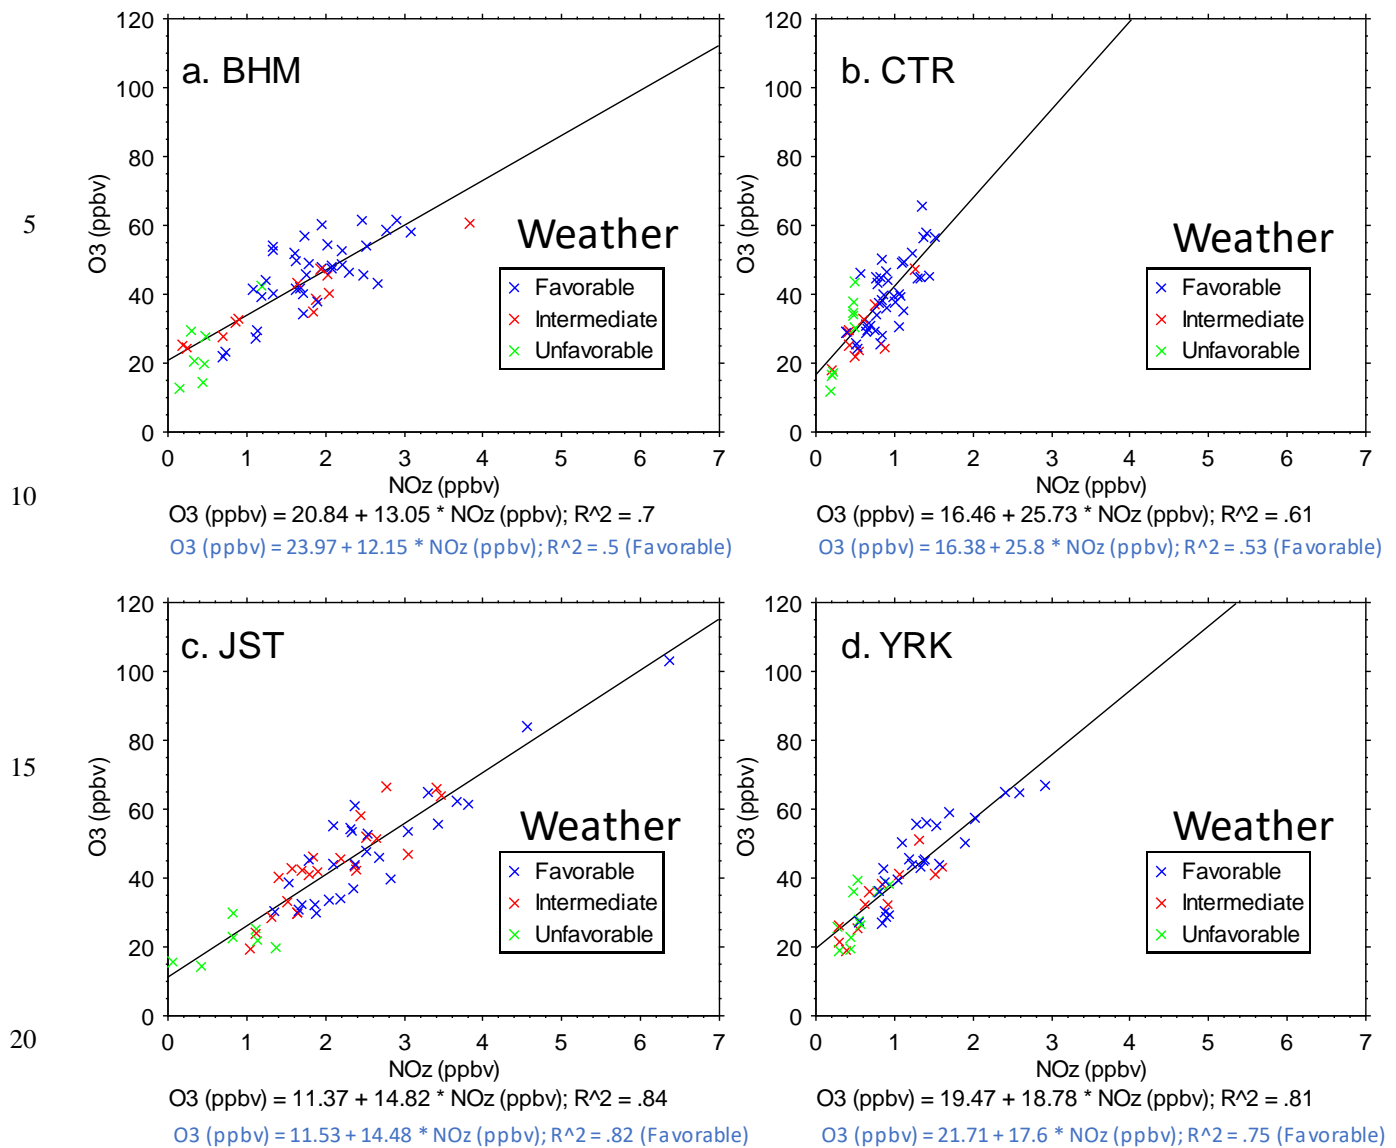 120
100
80
60
40
20
0
O3 (ppbv)
a. BHM
Weather
Favorable
Intermediate
Unfavorable
0 1 2 3 4 5 6 7
NOz (ppbv)
O3 (ppbv) = 20.84 + 13.05 * NOz (ppbv); R^2 = .7
O3 (ppbv) = 23.97 + 12.15 * NOz (ppbv); R^2 = .5 (Favorable)
120
100
80
60
40
20
0
O3 (ppbv)
b. CTR
Weather
Favorable
Intermediate
Unfavorable
0 1 2 3 4 5 6 7
NOz (ppbv)
O3 (ppbv) = 16.46 + 25.73 * NOz (ppbv); R^2 = .61
O3 (ppbv) = 16.38 + 25.8 * NOz (ppbv); R^2 = .53 (Favorable)
5
10
120
100
80
60
40
20
0
O3 (ppbv)
c. JST
Weather
Favorable
Intermediate
Unfavorable
0 1 2 3 4 5 6 7
NOz (ppbv)
O3 (ppbv) = 11.37 + 14.82 * NOz (ppbv); R^2 = .84
O3 (ppbv) = 11.53 + 14.48 * NOz (ppbv); R^2 = .82 (Favorable)
120
100
80
60
40
20
0
O3 (ppbv)
d. YRK
Weather
Favorable
Intermediate
Unfavorable
0 1 2 3 4 5 6 7
NOz (ppbv)
O3 (ppbv) = 19.47 + 18.78 * NOz (ppbv); R^2 = .81
O3 (ppbv) = 21.71 + 17.6 * NOz (ppbv); R^2 = .75 (Favorable)
15
20